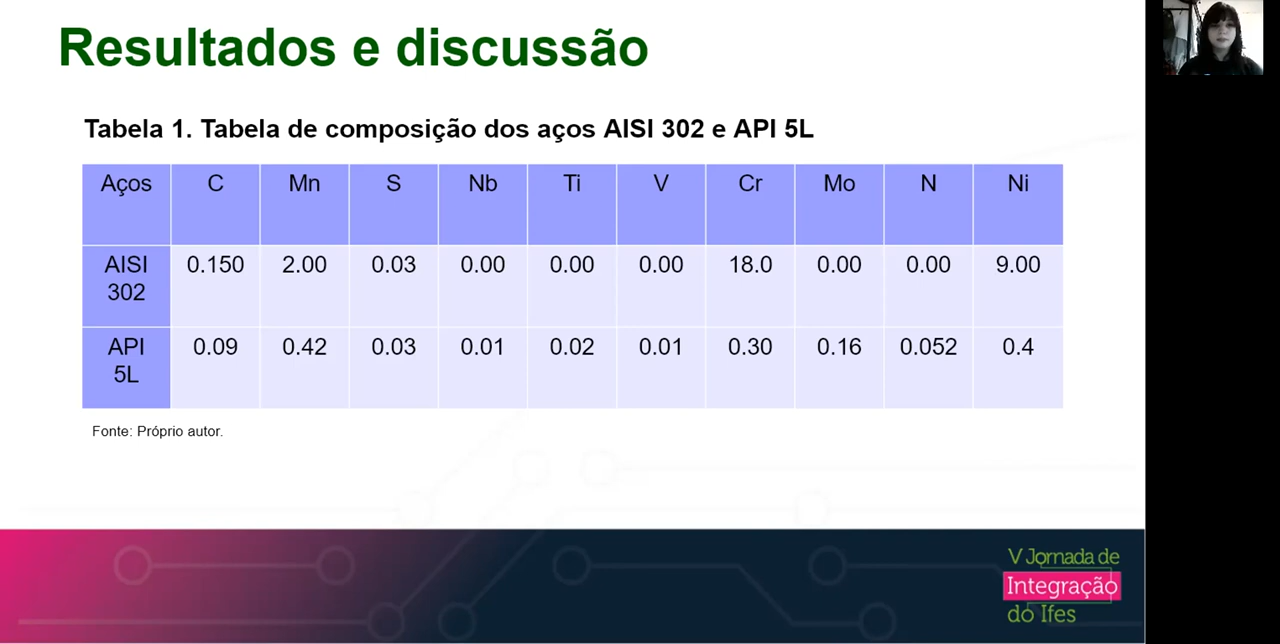 Resultados e discussão
Tabela 1. Tabela de composição dos aços AISI 302 e API 5L
Aços C Mn S Nb Ti V Cr Mo N Ni
AISI 302 0.150 2.00 0.03 0.00 0.00 0.00 18.0 0.00 0.00 9.00
API 5L 0.09 0.42 0.03 0.01 0.02 0.01 0.30 0.16 0.052 0.4
Fonte: Próprio autor.
V Jornada de
Integração
do Ifes